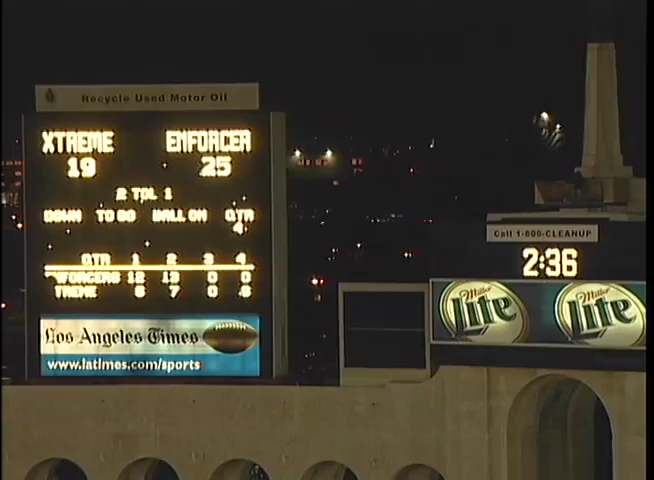 Recycle Used Motor Oil
XTREME ENFORCER
19 25
2 TOL 1
DOWN TO GO BALL ON QTR
4
QTR 1 2 3 4
ENFORCERS 12 13 0 0
TREME 6 7 0 6
Los Angeles Times
www.latimes.com/sports
Call 1-800-CLEANUP
2:36
Miller Lite
Miller Lite